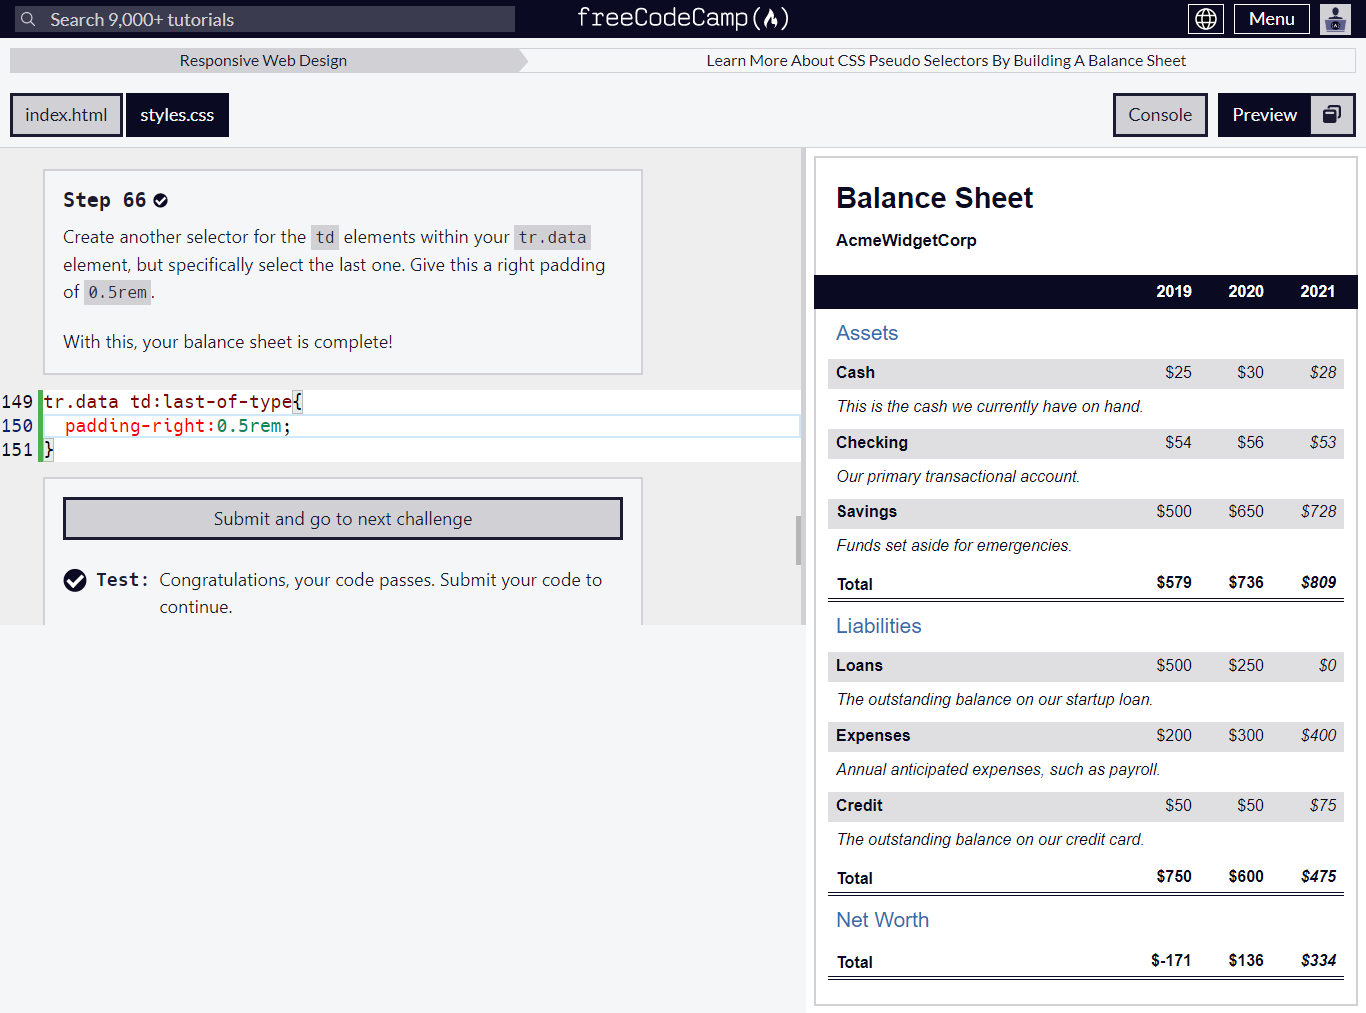 Search 9,000+ tutorials
freeCodeCamp
Menu
Responsive Web Design
Learn More About CSS Pseudo Selectors By Building A Balance Sheet
index.html
styles.css
Console
Preview
Step 66
Create another selector for the td elements within your tr.data
element, but specifically select the last one. Give this a right padding
of 0.5rem.
With this, your balance sheet is complete!
149 tr.data td:last-of-type{
150 padding-right:0.5rem;
151 }
Submit and go to next challenge
Test: Congratulations, your code passes. Submit your code to
continue.
Balance Sheet
AcmeWidgetCorp
2019 2020 2021
Assets
Cash $25 $30 $28
This is the cash we currently have on hand.
Checking $54 $56 $53
Our primary transactional account.
Savings $500 $650 $728
Funds set aside for emergencies.
Total $579 $736 $809
Liabilities
Loans $500 $250 $0
The outstanding balance on our startup loan.
Expenses $200 $300 $400
Annual anticipated expenses, such as payroll.
Credit $50 $50 $75
The outstanding balance on our credit card.
Total $750 $600 $475
Net Worth
Total $-171 $136 $334